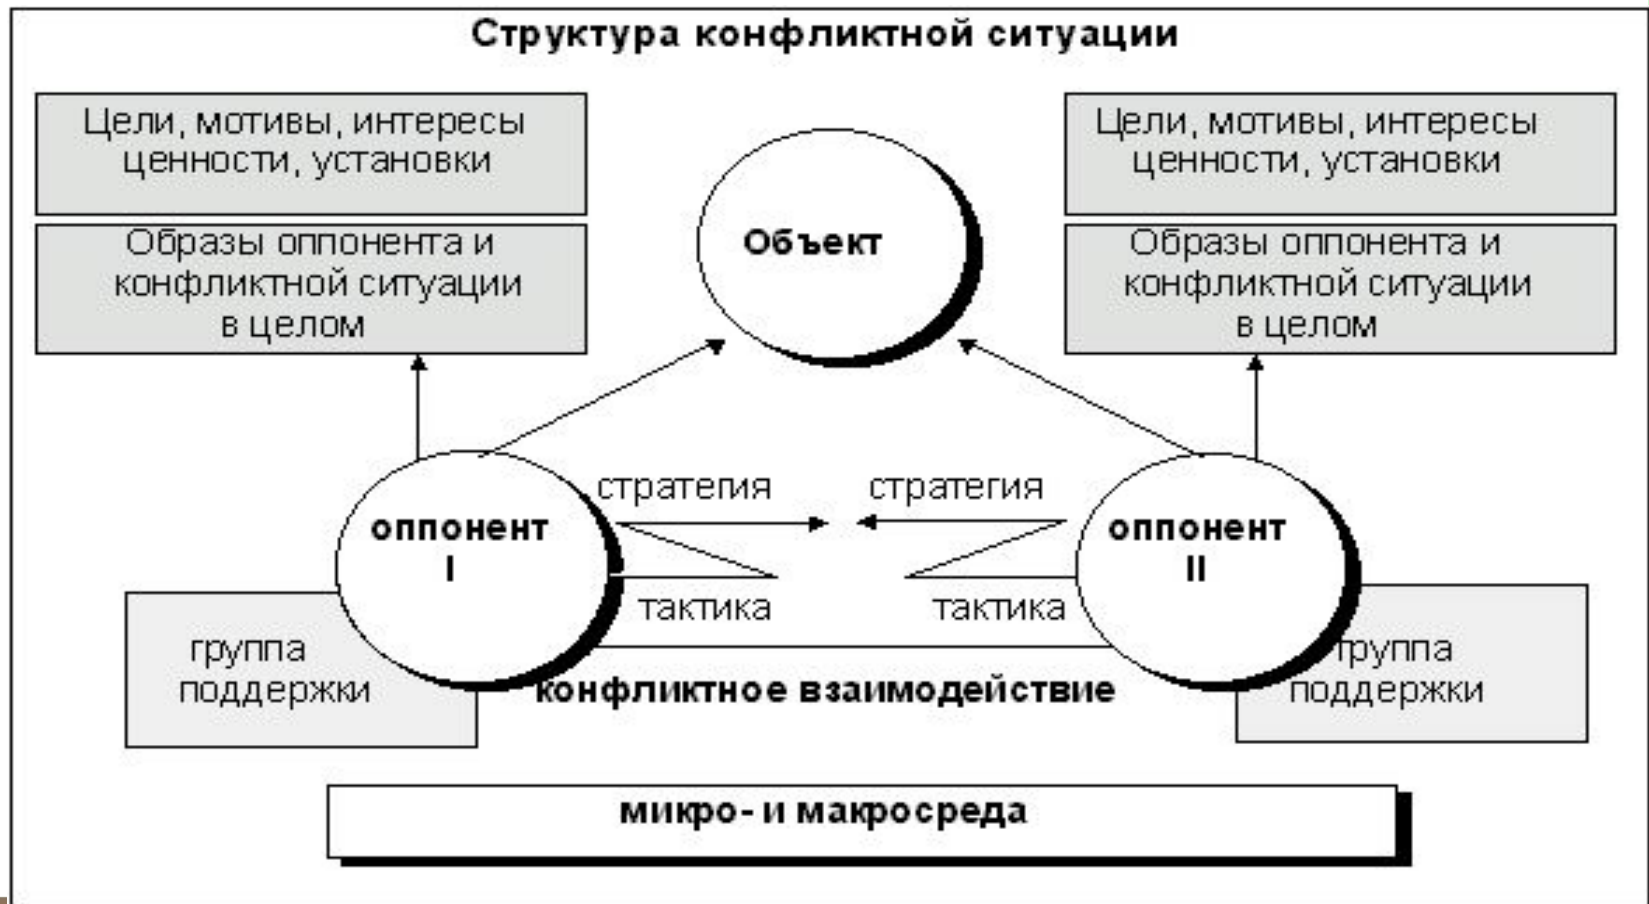 Структура конфликтной ситуации
Цели, мотивы, интересы
ценности, установки
Образы оппонента и
конфликтной ситуации
в целом
Объект
Цели, мотивы, интересы
ценности, установки
Образы оппонента и
конфликтной ситуации
в целом
оппонент
I
стратегия
стратегия
тактика
тактика
оппонент
II
группа
поддержки
конфликтное взаимодействие
группа
поддержки
микро- и макросреда